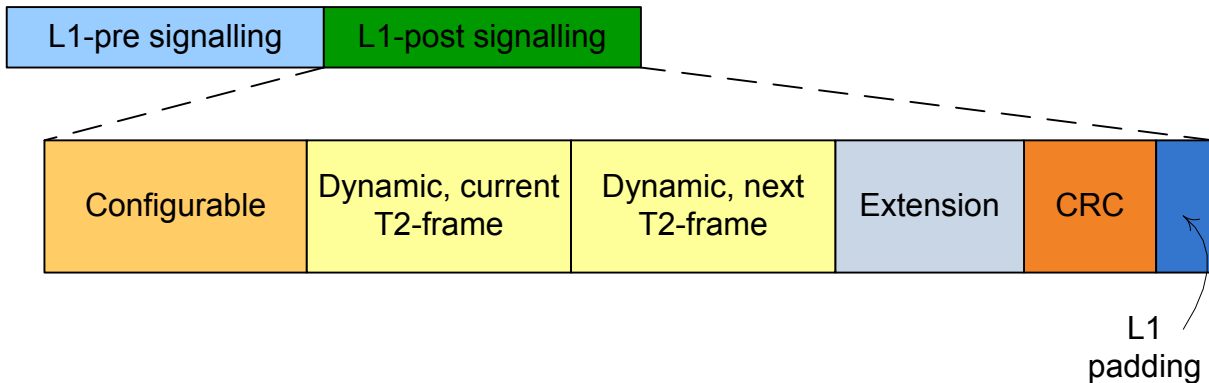 L1-pre signalling
L1-post signalling
Configurable
Dynamic, current
T2-frame
Dynamic, next
T2-frame
Extension
CRC
L1
padding